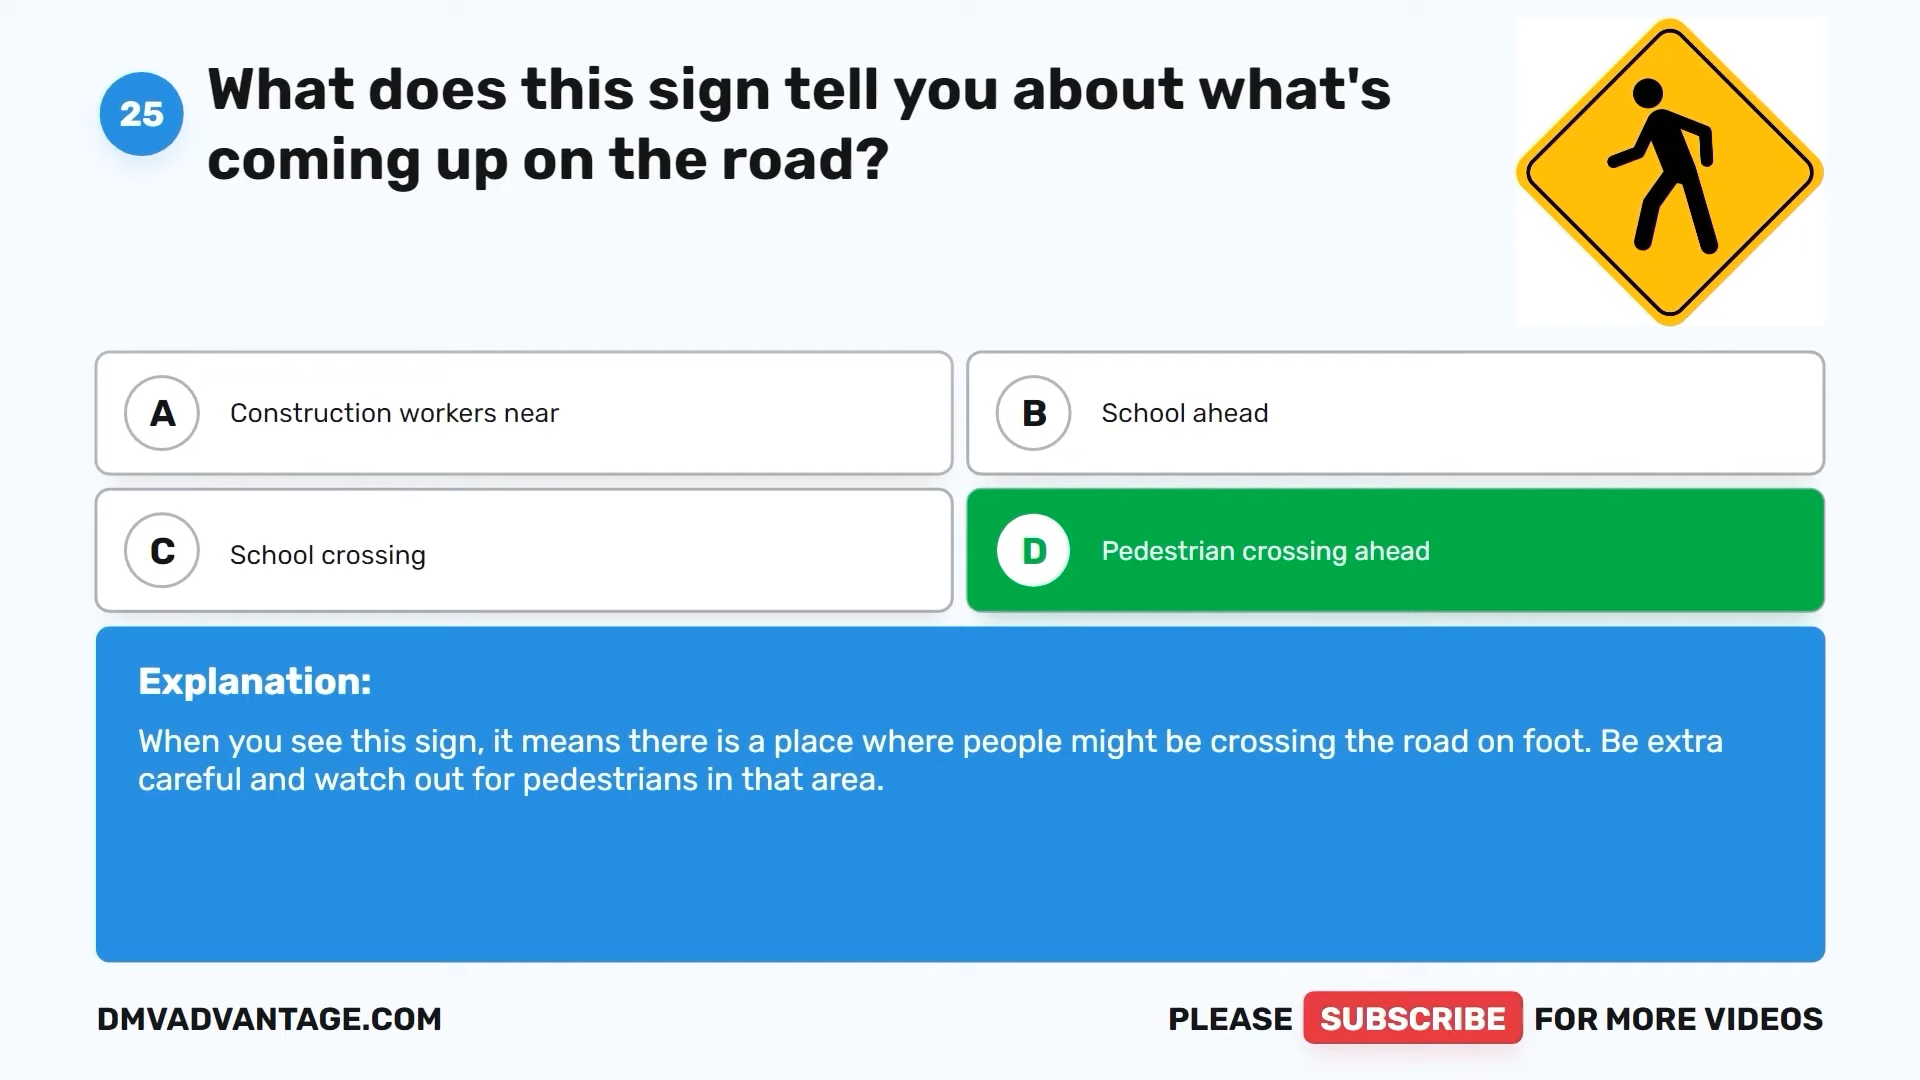 25
What does this sign tell you about what's
coming up on the road?
A Construction workers near
B School ahead
C School crossing
D Pedestrian crossing ahead
Explanation:
When you see this sign, it means there is a place where people might be crossing the road on foot. Be extra
careful and watch out for pedestrians in that area.
DMVADVANTAGE.COM
PLEASE SUBSCRIBE FOR MORE VIDEOS